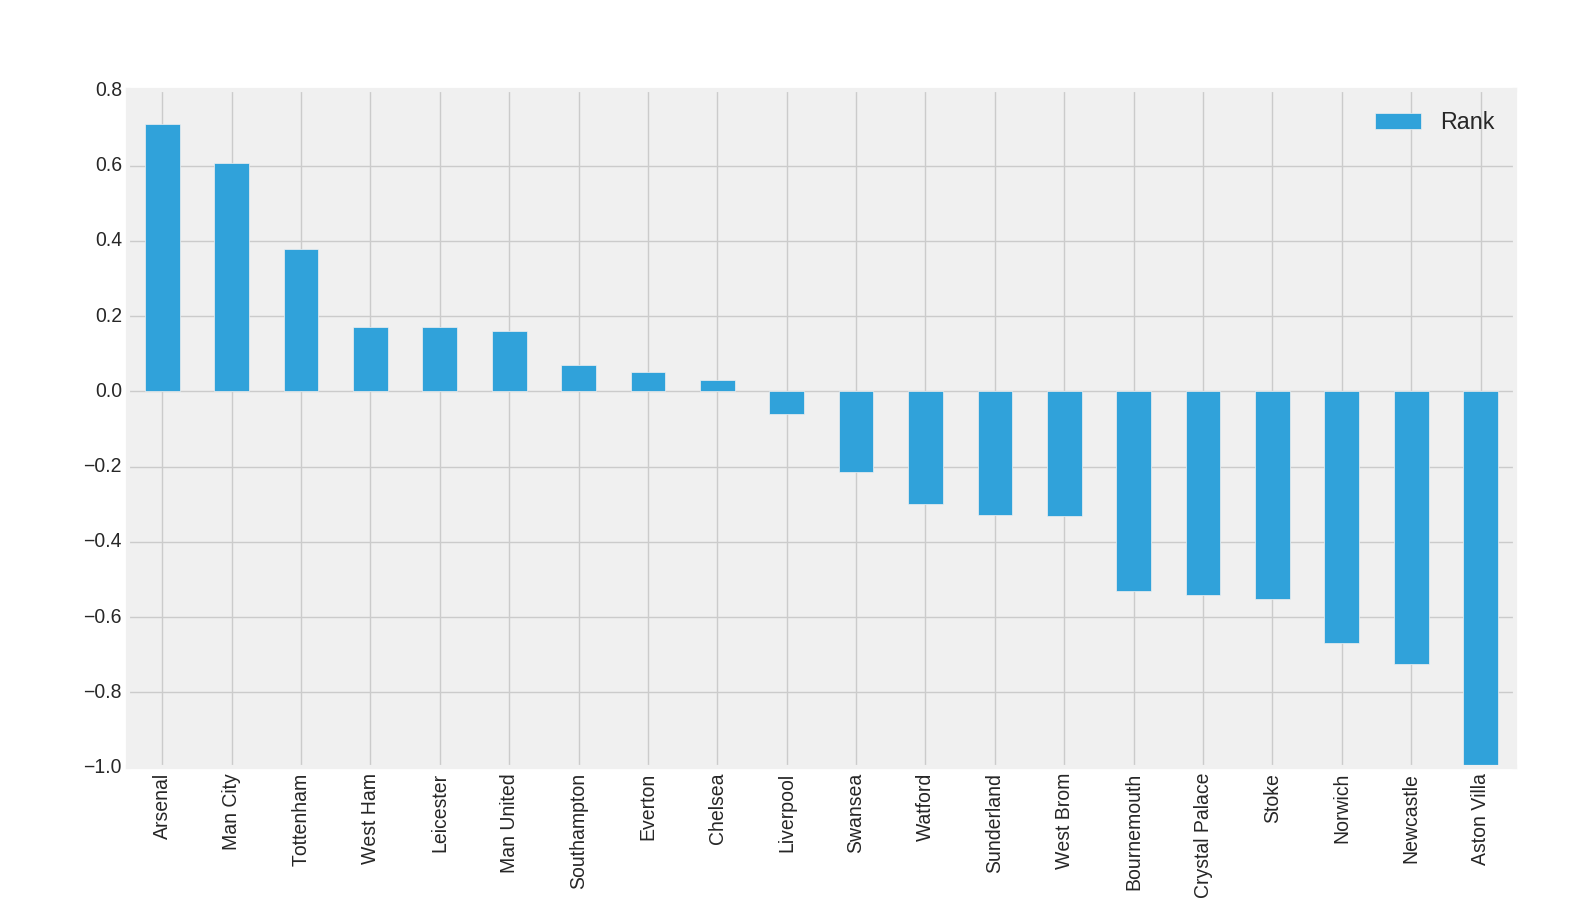 Rank
0.8
0.6
0.4
0.2
0.0
−0.2
−0.4
−0.6
−0.8
−1.0
Arsenal
Man City
Tottenham
West Ham
Leicester
Man United
Southampton
Everton
Chelsea
Liverpool
Swansea
Watford
Sunderland
West Brom
Bournemouth
Crystal Palace
Stoke
Norwich
Newcastle
Aston Villa